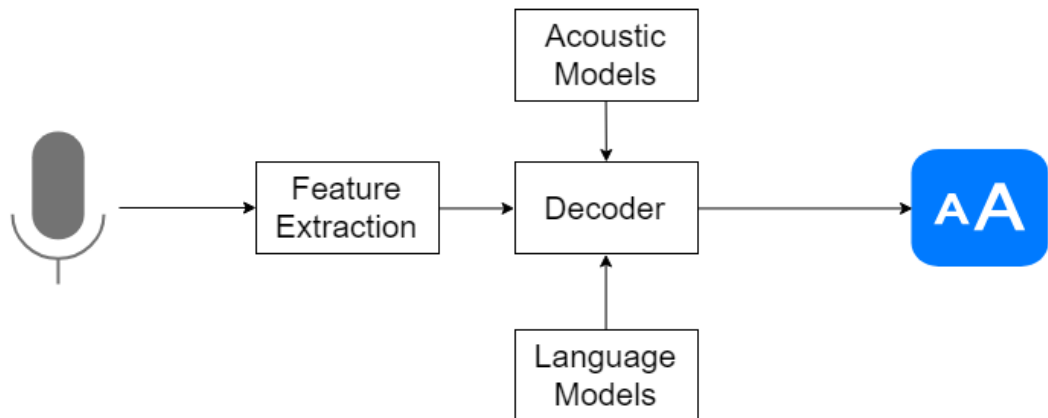 Acoustic
Models
Feature
Extraction
Decoder
AA
Language
Models